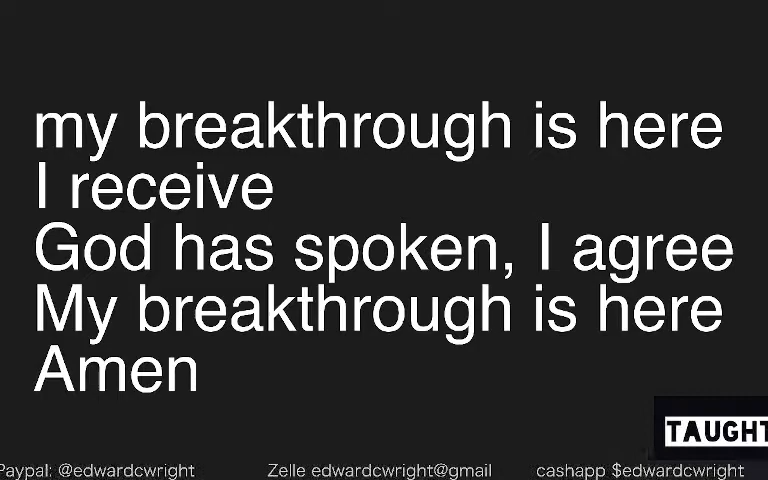 my breakthrough is here
I receive
God has spoken, I agree
My breakthrough is here
Amen
TAUGHT
Paypal: @edwardcwright Zelle edwardcwright@gmail cashapp $edwardcwright